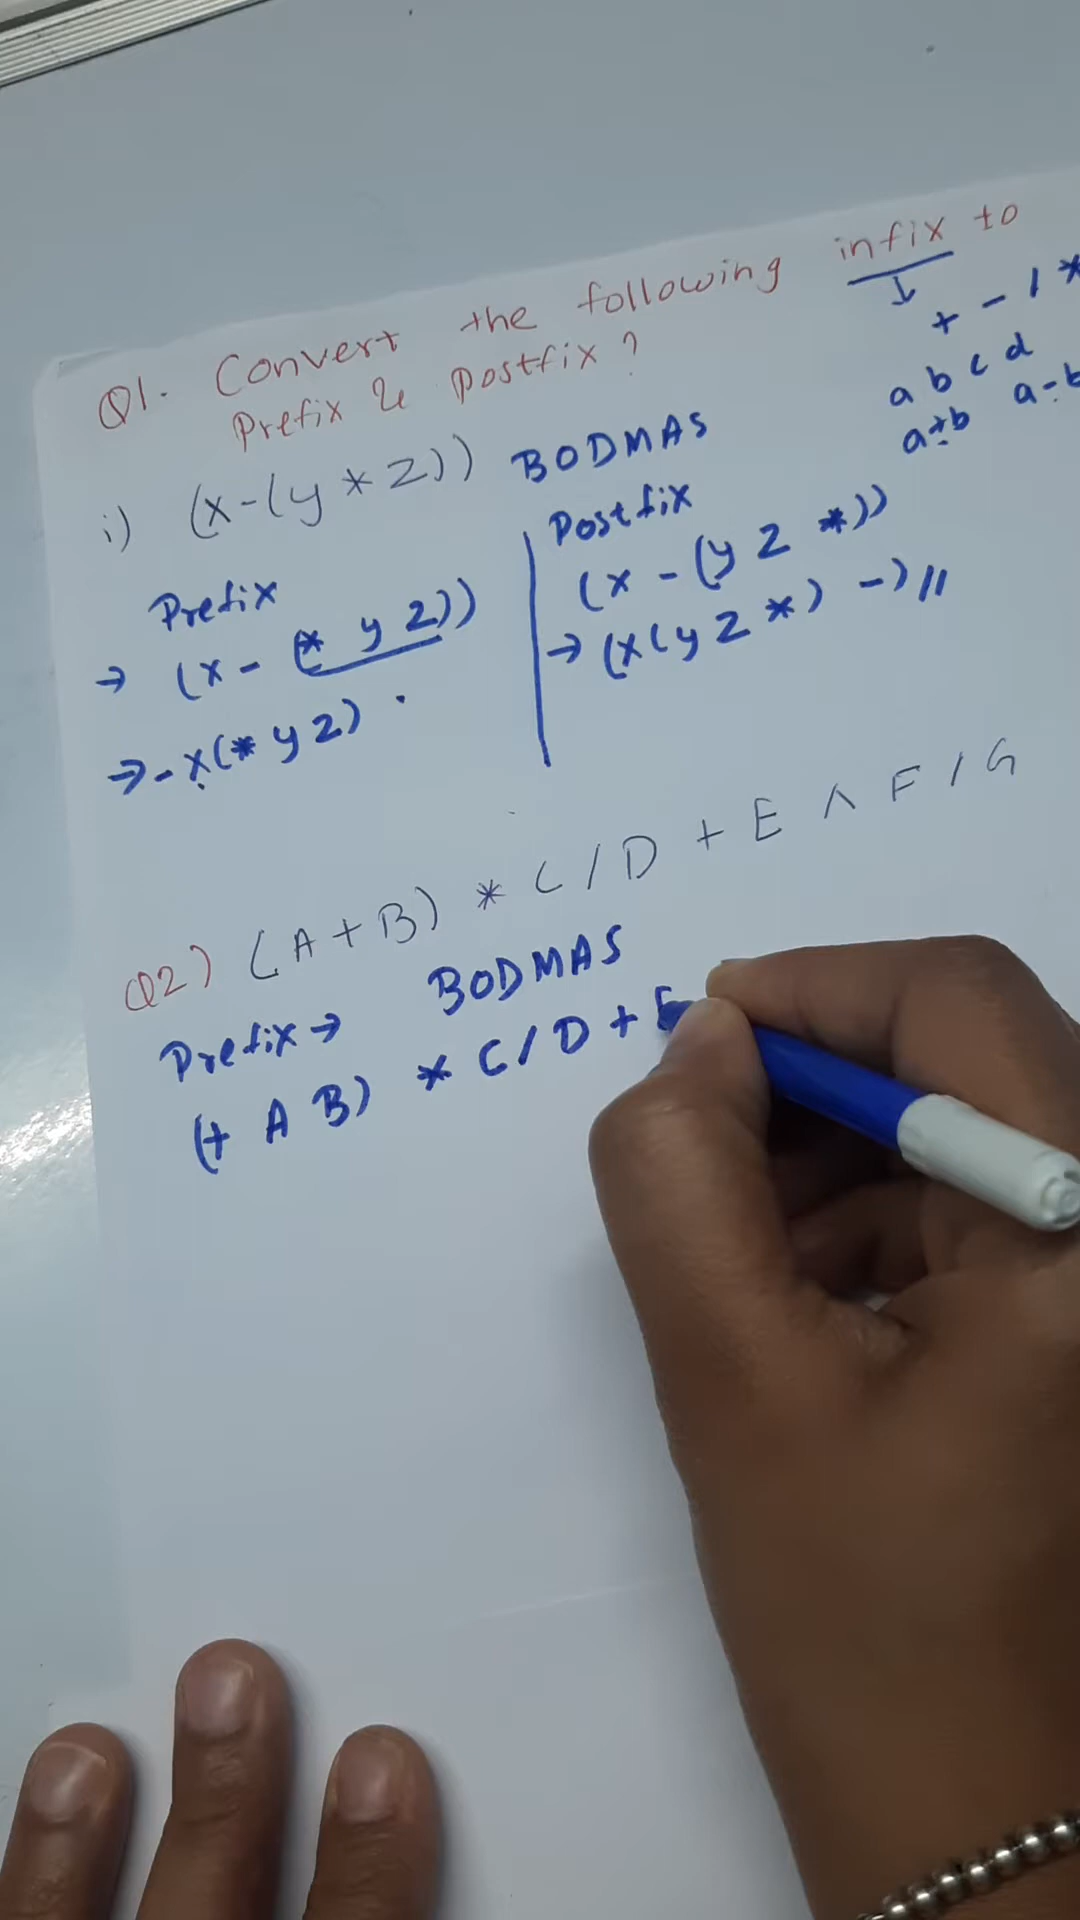 Q1. Convert the following infix to
Prefix & postfix ?
↓
+ - / *
a b c d
a+b a-b
i) (x-(y*z)) BODMAS
Prefix
→ (x - (* y z))
→ -x(* y z) .
Postfix
(x - (y z *))
→ (x(y z *) -) //
Q2) (A+B) * C / D + E ∧ F / G
BODMAS
Prefix →
(+ A B) * C / D + E